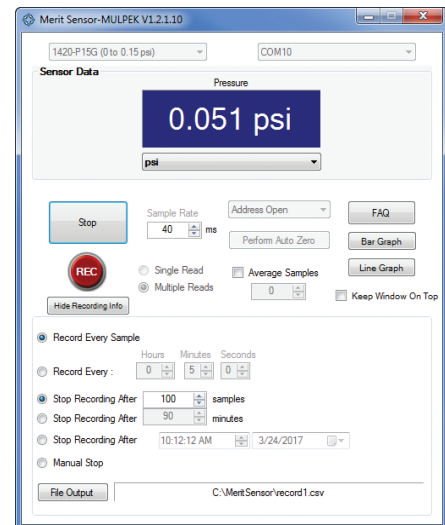 Merit Sensor-MULPEK V1.2.1.10
1420-P15G (0 to 0.15 psi) COM10
Sensor Data
Pressure
0.051 psi
psi
Stop Sample Rate Address Open FAQ
40 ms
Perform Auto Zero Bar Graph
REC Single Read Average Samples Line Graph
Multiple Reads 0 Keep Window On Top
Hide Recording Info
Record Every Sample
Hours Minutes Seconds
Record Every : 0 5 0
Stop Recording After 100 samples
Stop Recording After 90 minutes
Stop Recording After 10:12:12 AM 3/24/2017
Manual Stop
File Output C:\MeritSensor\record1.csv